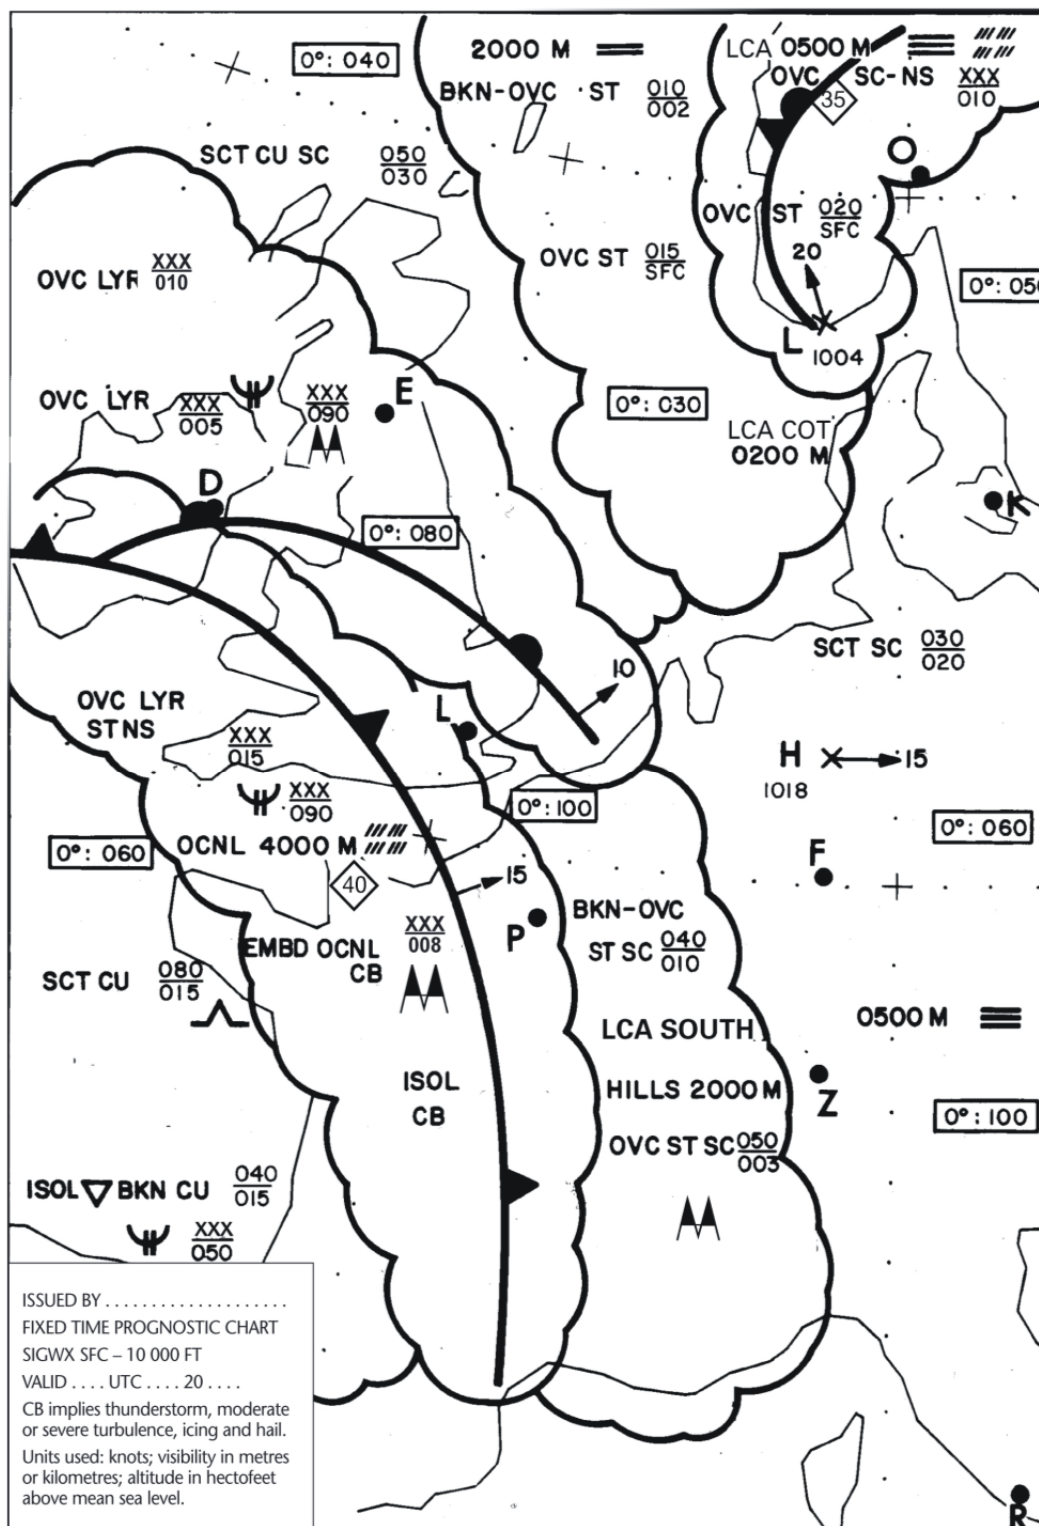 0°: 040
2000 M
LCA 0500 M
BKN-OVC ST 010
002
OVC SC-NS XXX
010
35
SCT CU SC 050
030
O
OVC ST 020
SFC
20
OVC LYR XXX
010
OVC ST 015
SFC
0°: 050
L 1004
OVC LYR XXX
005
XXX
090
E
0°: 030
LCA COT
0200 M
D
K
0°: 080
SCT SC 030
020
10
OVC LYR
ST NS
XXX
015
L
H
1018
15
XXX
090
0°: 100
0°: 060
OCNL 4000 M
0°: 060
F
40
15
P
BKN-OVC
ST SC 040
010
EMBD OCNL
CB
XXX
008
SCT CU 080
015
LCA SOUTH
HILLS 2000 M
OVC ST SC 050
003
0500 M
Z
0°: 100
ISOL
CB
ISOL BKN CU 040
015
XXX
050
ISSUED BY . . . . . . . . . . . . . . . . . . . .
FIXED TIME PROGNOSTIC CHART
SIGWX SFC – 10 000 FT
VALID . . . . UTC . . . . 20 . . . .
CB implies thunderstorm, moderate
or severe turbulence, icing and hail.
Units used: knots; visibility in metres
or kilometres; altitude in hectofeet
above mean sea level.
R